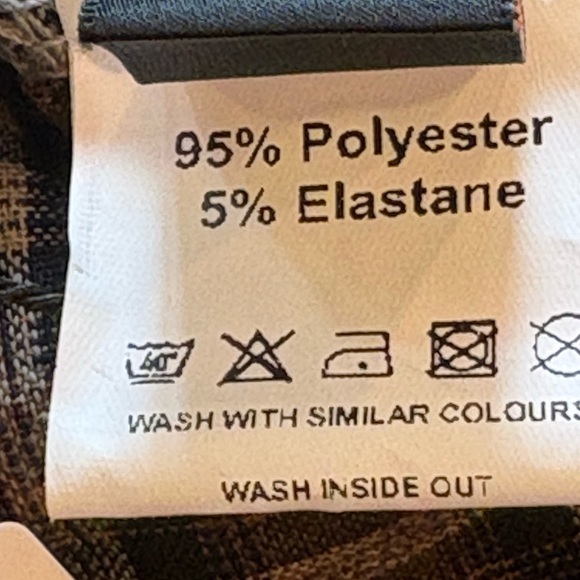 95% Polyester
5% Elastane
40°
WASH WITH SIMILAR COLOURS
WASH INSIDE OUT